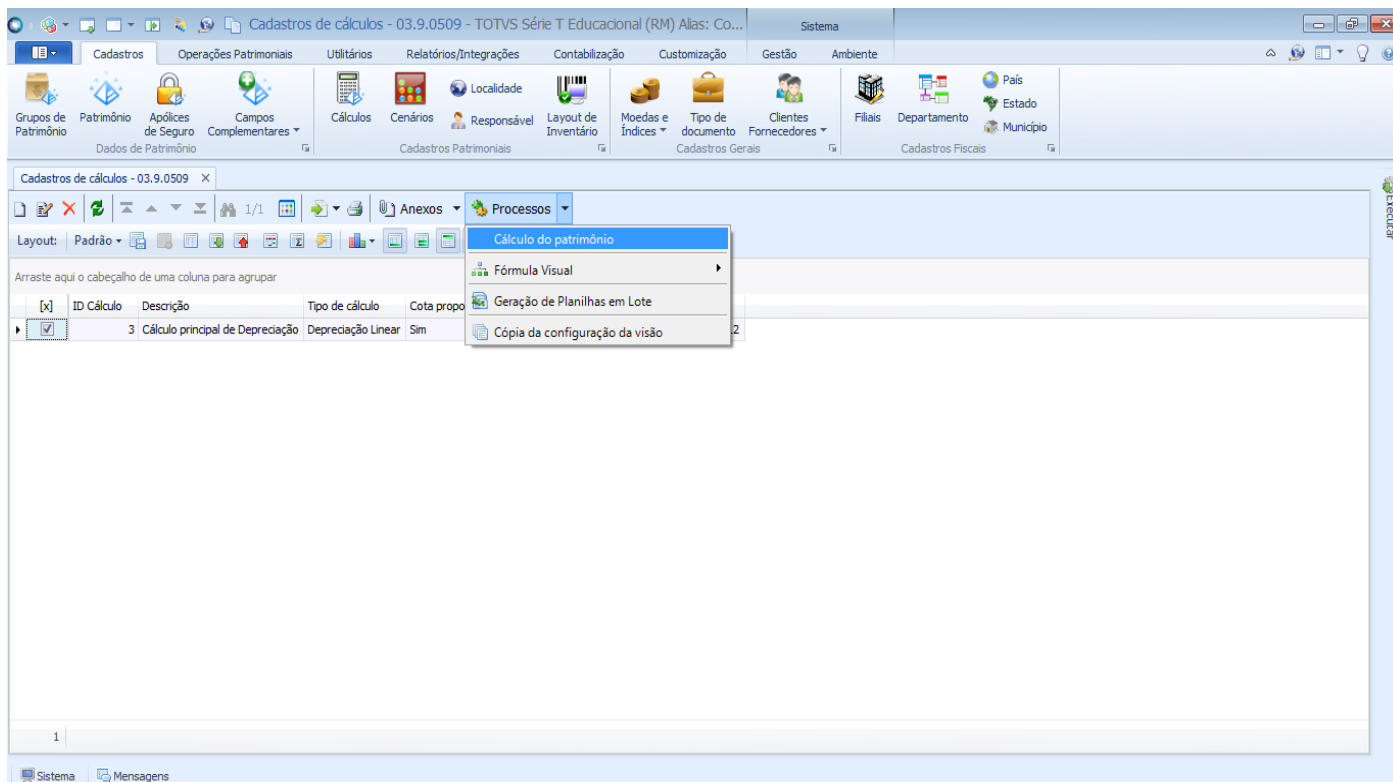 Cadastros de cálculos - 03.9.0509 - TOTVS Série T Educacional (RM) Alias: Co...
Sistema
Cadastros Operações Patrimoniais Utilitários Relatórios/Integrações Contabilização Customização Gestão Ambiente
Grupos de Patrimônio
Patrimônio
Apólices de Seguro
Campos Complementares
Dados de Patrimônio
Cálculos
Cenários
Localidade
Responsável
Layout de Inventário
Cadastros Patrimoniais
Moedas e Índices
Tipo de documento
Clientes Fornecedores
Cadastros Gerais
Filiais
Departamento
País
Estado
Município
Cadastros Fiscais
Cadastros de cálculos - 03.9.0509
1/1 Anexos Processos
Layout: Padrão
Cálculo do patrimônio
Fórmula Visual
Geração de Planilhas em Lote
Cópia da configuração da visão
Arraste aqui o cabeçalho de uma coluna para agrupar
[x] ID Cálculo Descrição Tipo de cálculo Cota propo
3 Cálculo principal de Depreciação Depreciação Linear Sim
1
Sistema Mensagens
Executar